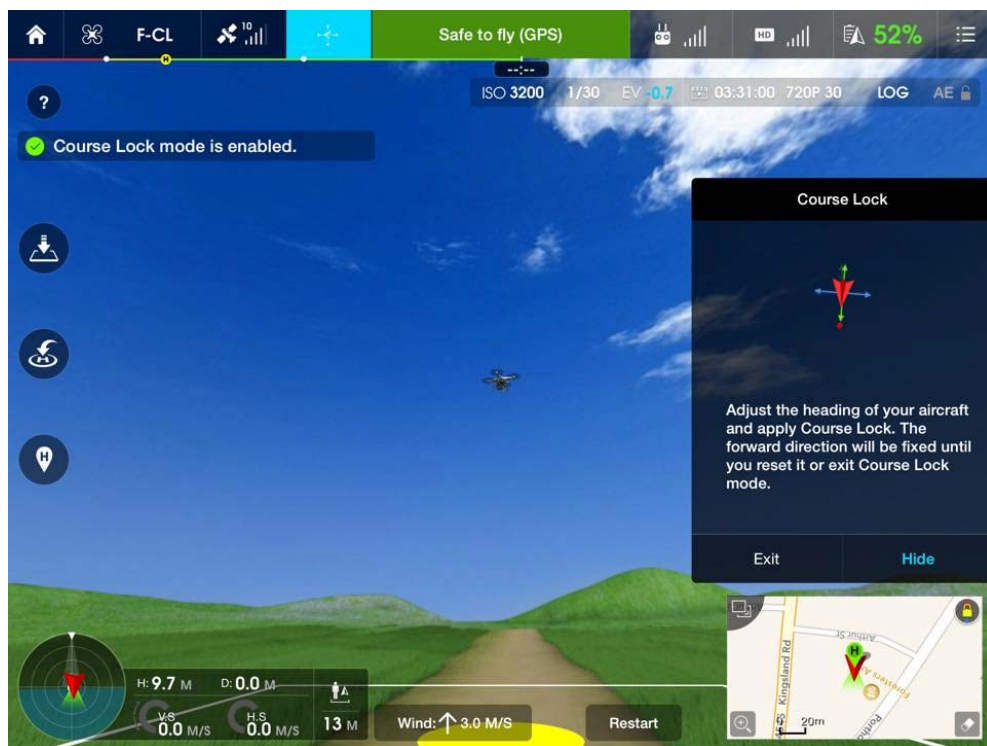 F-CL
10
Safe to fly (GPS)
HD
52%
H
--:--
ISO 3200 1/30 EV -0.7 03:31:00 720P 30 LOG AE
?
Course Lock mode is enabled.
Course Lock
H
H
Adjust the heading of your aircraft
and apply Course Lock. The
forward direction will be fixed until
you reset it or exit Course Lock
mode.
Exit Hide
Arthur St
Kingsland Rd
H
20m
H: 9.7 M D: 0.0 M
V.S 0.0 M/S H.S 0.0 M/S
13 M
Wind: 3.0 M/S
Restart